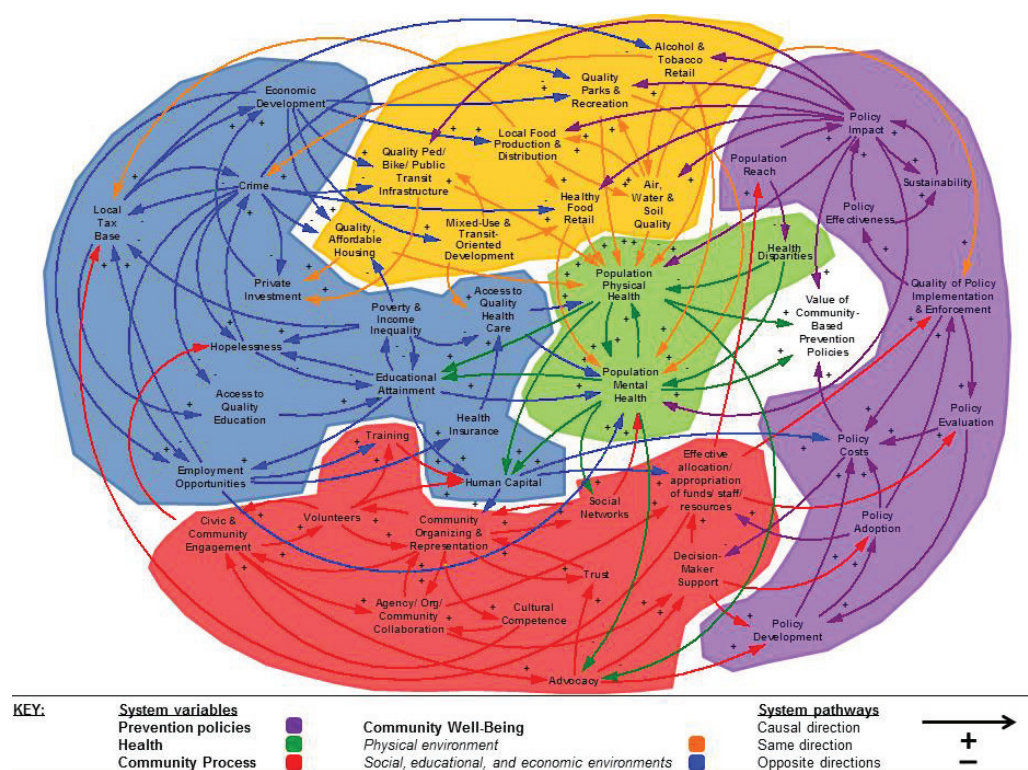 Alcohol &
Tobacco
Retail
Economic
Development
Quality
Parks &
Recreation
Policy
Impact
Local Food
Production &
Distribution
Quality Ped/
Bike/ Public
Transit
Infrastructure
Population
Reach
Crime
Sustainability
Healthy
Food
Retail
Air,
Water &
Soil
Quality
Local
Tax
Base
Policy
Effectiveness
Quality,
Affordable
Housing
Mixed-Use &
Transit-
Oriented
Development
Health
Disparities
Private
Investment
Access to
Quality
Health
Care
Population
Physical
Health
Quality of Policy
Implementation
& Enforcement
Value of
Community-
Based
Prevention
Policies
Poverty &
Income
Inequality
Hopelessness
Educational
Attainment
Population
Mental
Health
Access to
Quality
Education
Health
Insurance
Policy
Evaluation
Training
Policy
Costs
Employment
Opportunities
Human Capital
Effective
allocation/
appropriation
of funds/ staff/
resources
Social
Networks
Civic &
Community
Engagement
Volunteers
Community
Organizing &
Representation
Policy
Adoption
Decision-
Maker
Support
Trust
Agency/ Org/
Community
Collaboration
Cultural
Competence
Policy
Development
Advocacy
KEY:
System variables
Prevention policies
Health
Community Process
Community Well-Being
Physical environment
Social, educational, and economic environments
System pathways
Causal direction
Same direction +
Opposite directions −